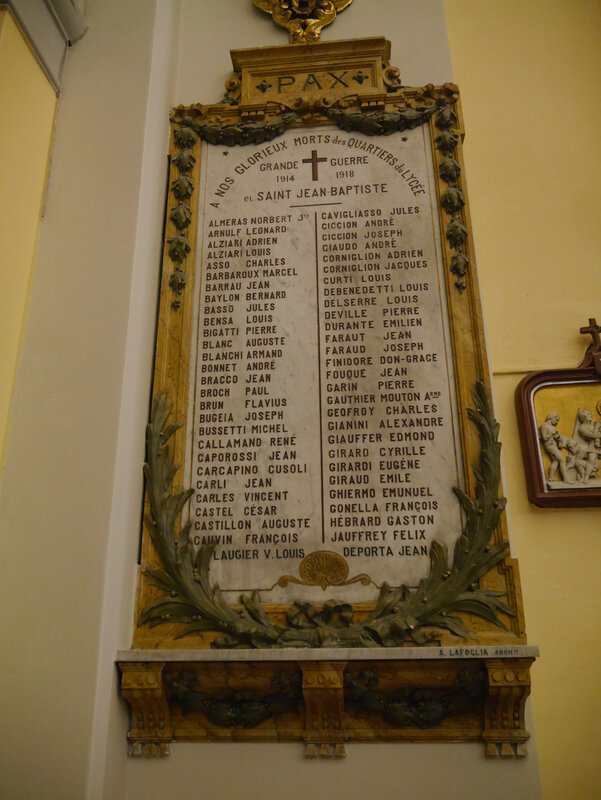 PAX
A NOS GLORIEUX MORTS des QUARTIERS du LYCÉE
GRANDE GUERRE
1914 1918
et SAINT JEAN-BAPTISTE
ALMERAS NORBERT Jh
ARNULF LEONARD
ALZIARI ADRIEN
ALZIARI LOUIS
ASSO CHARLES
BARBAROUX MARCEL
BARRAU JEAN
BAYLON BERNARD
BASSO JULES
BENSA LOUIS
BIGATTI PIERRE
BLANC AUGUSTE
BLANCHI ARMAND
BONNET ANDRÉ
BRACCO JEAN
BROCH PAUL
BRUN FLAVIUS
BUGEIA JOSEPH
BUSSETTI MICHEL
CALLAMAND RENÉ
CAPOROSSI JEAN
CARCAPINO CUSOLI
CARLI JEAN
CARLES VINCENT
CASTEL CÉSAR
CASTILLON AUGUSTE
CAUVIN FRANÇOIS
LAUGIER V. LOUIS
CAVIGLIASSO JULES
CICCION ANDRÉ
CICCION JOSEPH
CIAUDO ANDRÉ
CORNIGLION ADRIEN
CORNIGLION JACQUES
CURTI LOUIS
DEBENEDETTI LOUIS
DELSERRE LOUIS
DEVILLE PIERRE
DURANTE EMILIEN
FARAUT JEAN
FARAUD JOSEPH
FINIDORE DON-GRACE
FOUQUE JEAN
GARIN PIERRE
GAUTHIER MOUTON Armd
GEOFROY CHARLES
GIANINI ALEXANDRE
GIAUFFER EDMOND
GIRARD CYRILLE
GIRARDI EUGÈNE
GIRAUD EMILE
GHIERMO EMUNUEL
GONELLA FRANÇOIS
HÉBRARD GASTON
JAUFFREY FELIX
DEPORTA JEAN
A. LAFOGLIA ARCHte